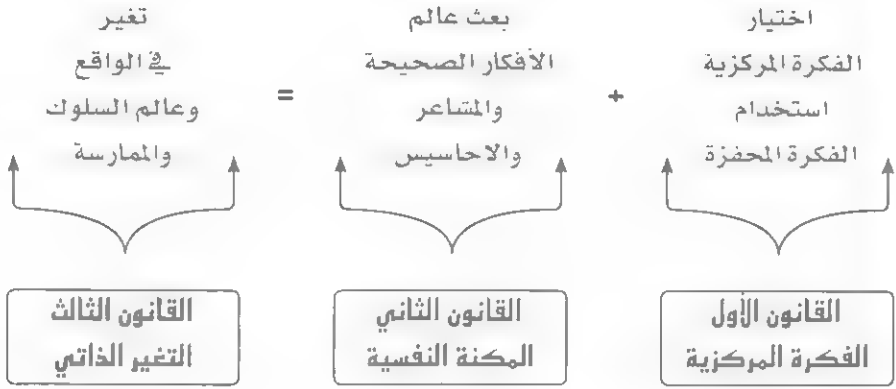 اختيار
الفكرة المركزية
استخدام
الفكرة المحفزة
+
بعث عالم
الأفكار الصحيحة
والمشاعر
والاحاسيس
=
تغير
في الواقع
وعالم السلوك
والممارسة
القانون الأول
الفكرة المركزية
القانون الثاني
المكنة النفسية
القانون الثالث
التغير الذاتي